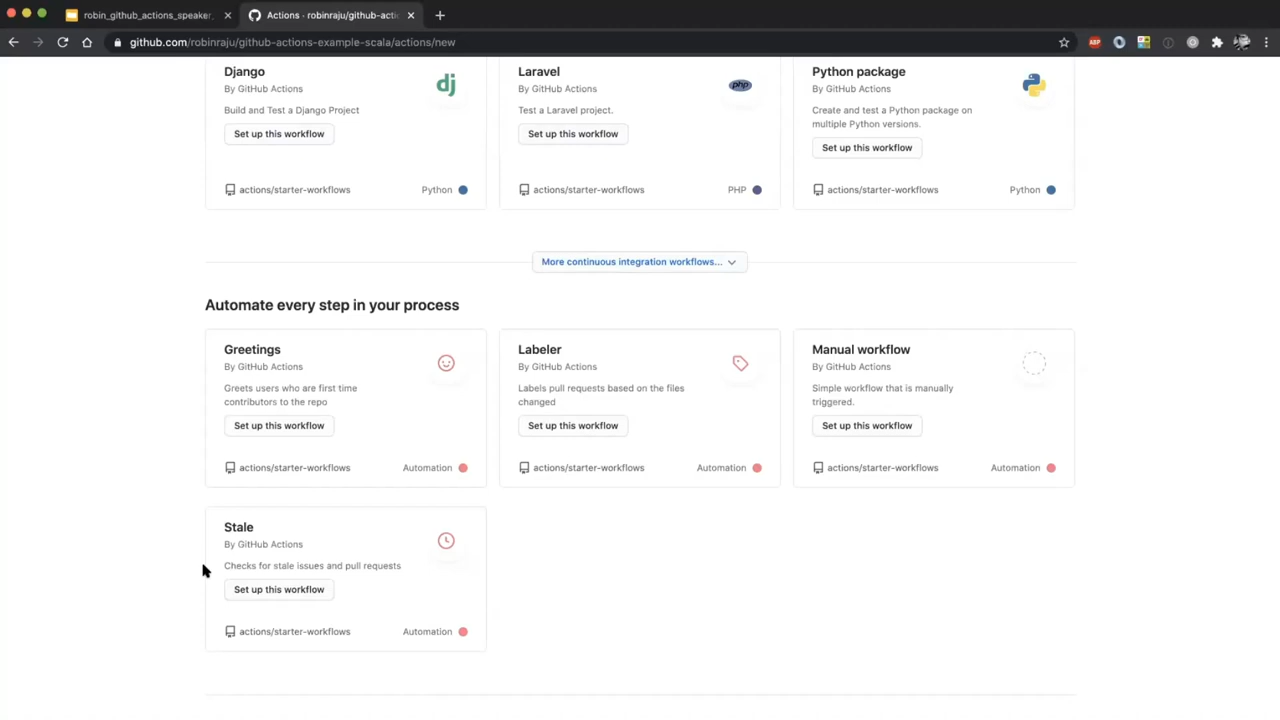 robin_github_actions_speaker_
Actions · robinraju/github-actio
github.com/robinraju/github-actions-example-scala/actions/new
ABP
Django
By GitHub Actions
Build and Test a Django Project
Set up this workflow
actions/starter-workflows
Python
dj
Laravel
By GitHub Actions
Test a Laravel project.
Set up this workflow
actions/starter-workflows
PHP
php
Python package
By GitHub Actions
Create and test a Python package on
multiple Python versions.
Set up this workflow
actions/starter-workflows
Python
More continuous integration workflows...
Automate every step in your process
Greetings
By GitHub Actions
Greets users who are first time
contributors to the repo
Set up this workflow
actions/starter-workflows
Automation
Labeler
By GitHub Actions
Labels pull requests based on the files
changed
Set up this workflow
actions/starter-workflows
Automation
Manual workflow
By GitHub Actions
Simple workflow that is manually
triggered.
Set up this workflow
actions/starter-workflows
Automation
Stale
By GitHub Actions
Checks for stale issues and pull requests
Set up this workflow
actions/starter-workflows
Automation